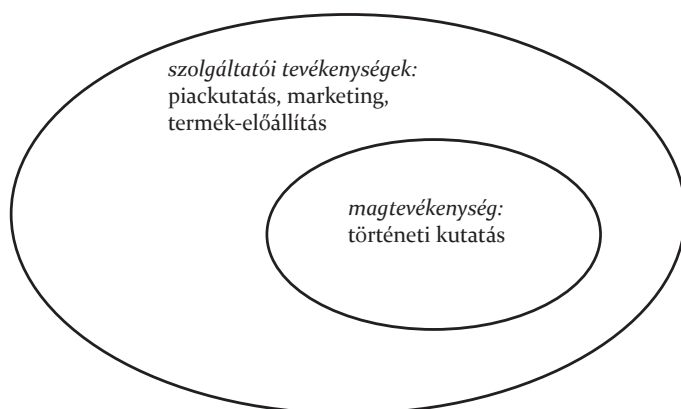 szolgáltatói tevékenységek:
piackutatás, marketing,
termék-előállítás
magtevékenység:
történeti kutatás